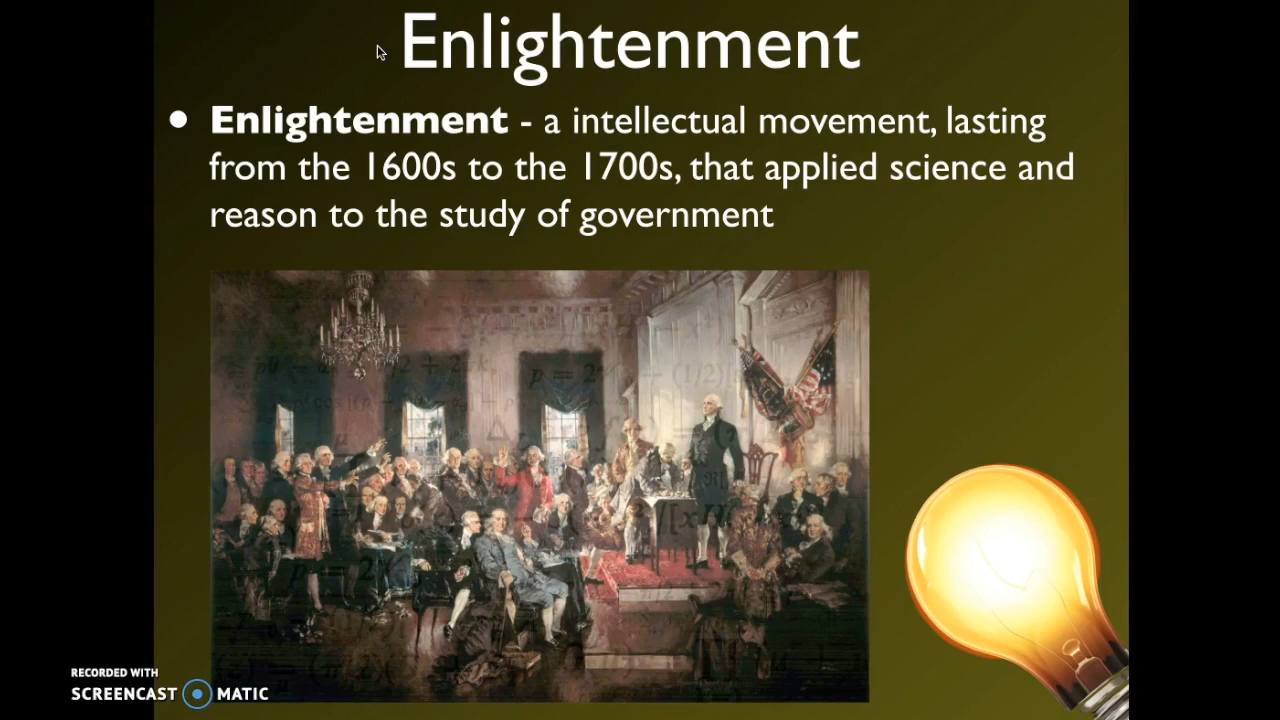 Enlightenment
• Enlightenment - a intellectual movement, lasting
from the 1600s to the 1700s, that applied science and
reason to the study of government
RECORDED WITH
SCREENCAST MATIC